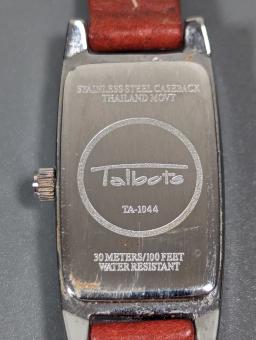 STAINLESS STEEL CASEBACK
THAILAND MOVT
Talbots
TA-1044
30 METERS/100 FEET
WATER RESISTANT